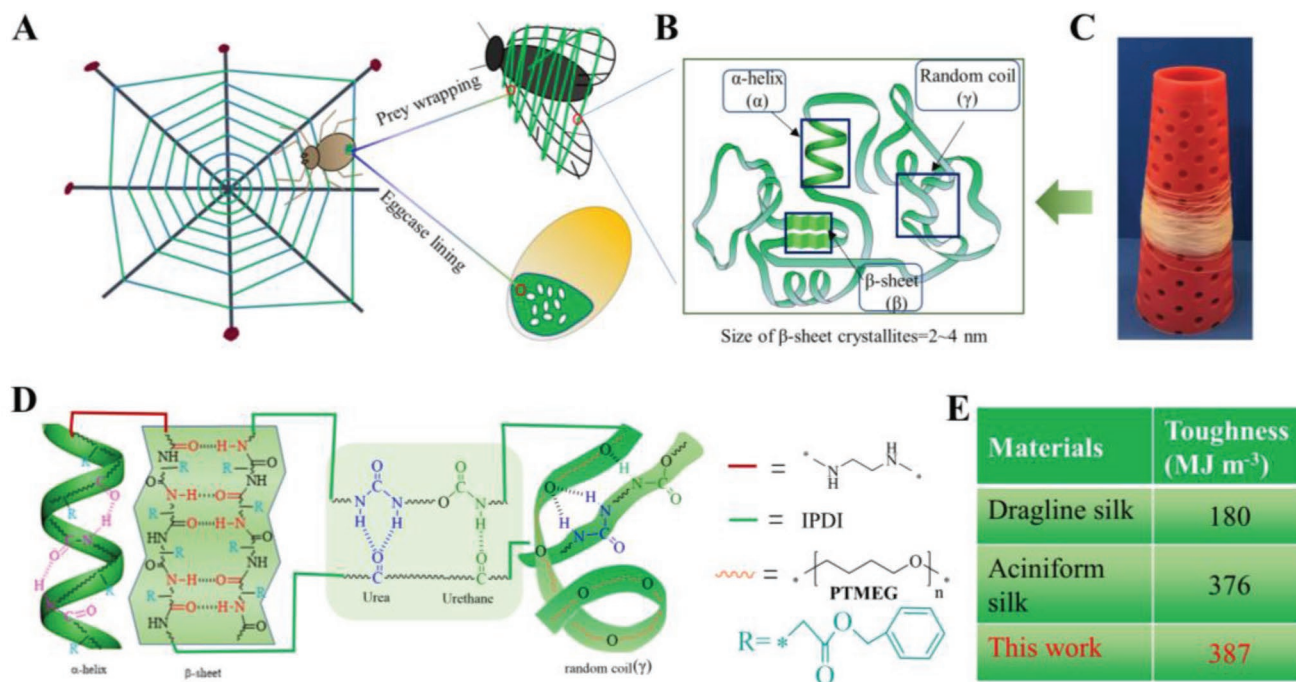 A
Prey wrapping
Eggcase lining
B
α-helix
(α)
Random coil
(γ)
β-sheet
(β)
Size of β-sheet crystallites=2~4 nm
C
D
α-helix
β-sheet
Urea
Urethane
random coil(γ)
= * N H N H *
= IPDI
= * O n *
PTMEG
R= * O O
E
Materials
Toughness
(MJ m⁻³)
Dragline silk
180
Aciniform
silk
376
This work
387